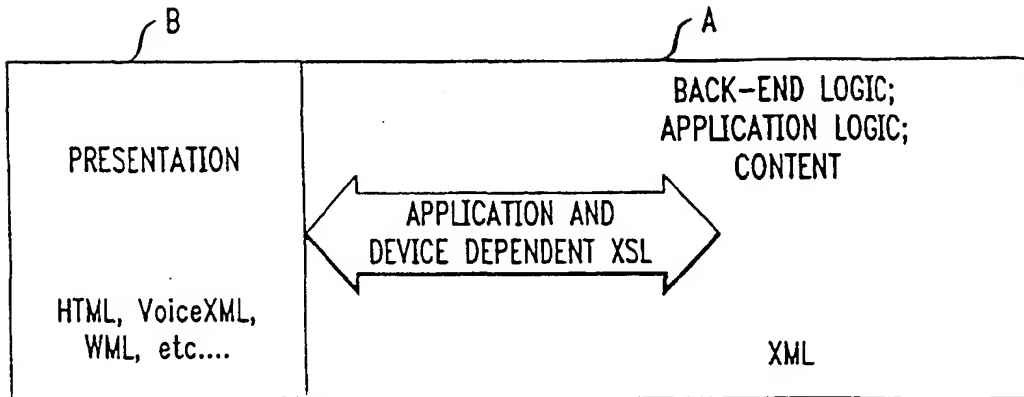 B
A
PRESENTATION
HTML, VoiceXML,
WML, etc....
APPLICATION AND
DEVICE DEPENDENT XSL
BACK-END LOGIC;
APPLICATION LOGIC;
CONTENT
XML